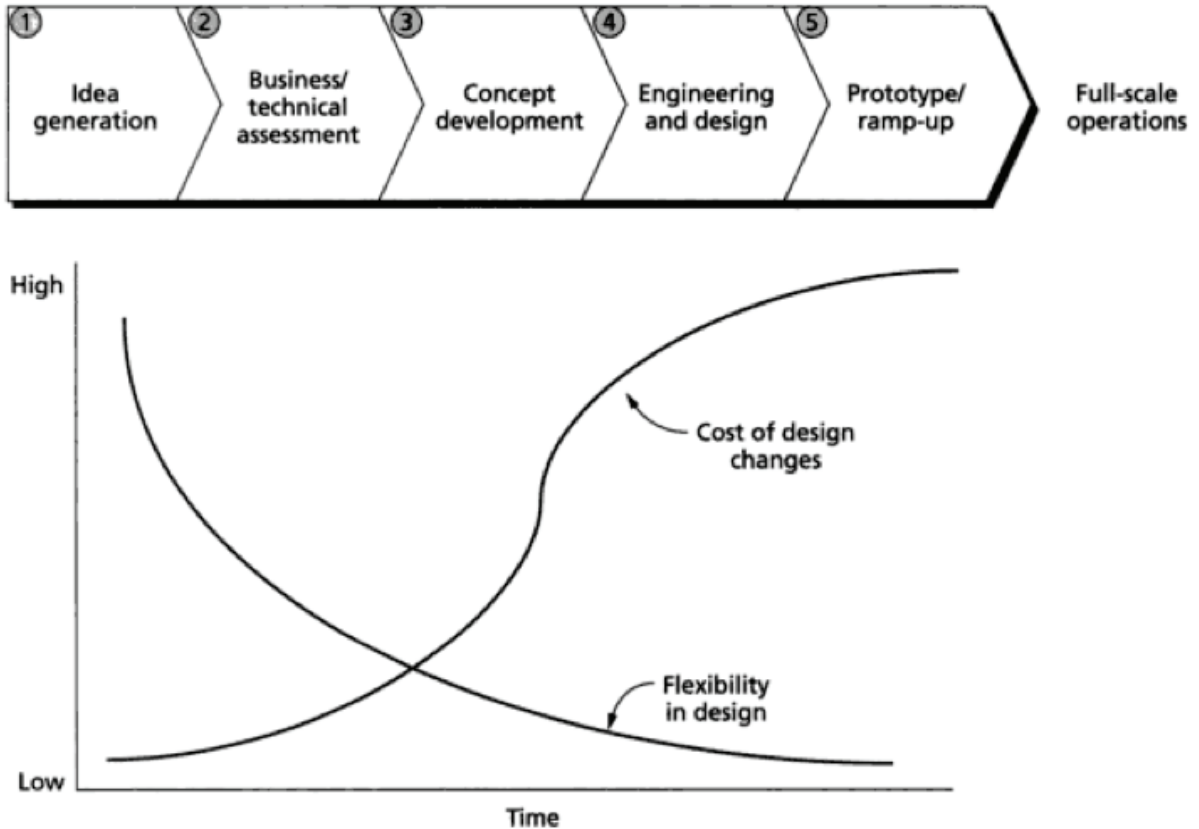 1
Idea
generation
2
Business/
technical
assessment
3
Concept
development
4
Engineering
and design
5
Prototype/
ramp-up
Full-scale
operations
High
Cost of design
changes
Flexibility
in design
Low
Time